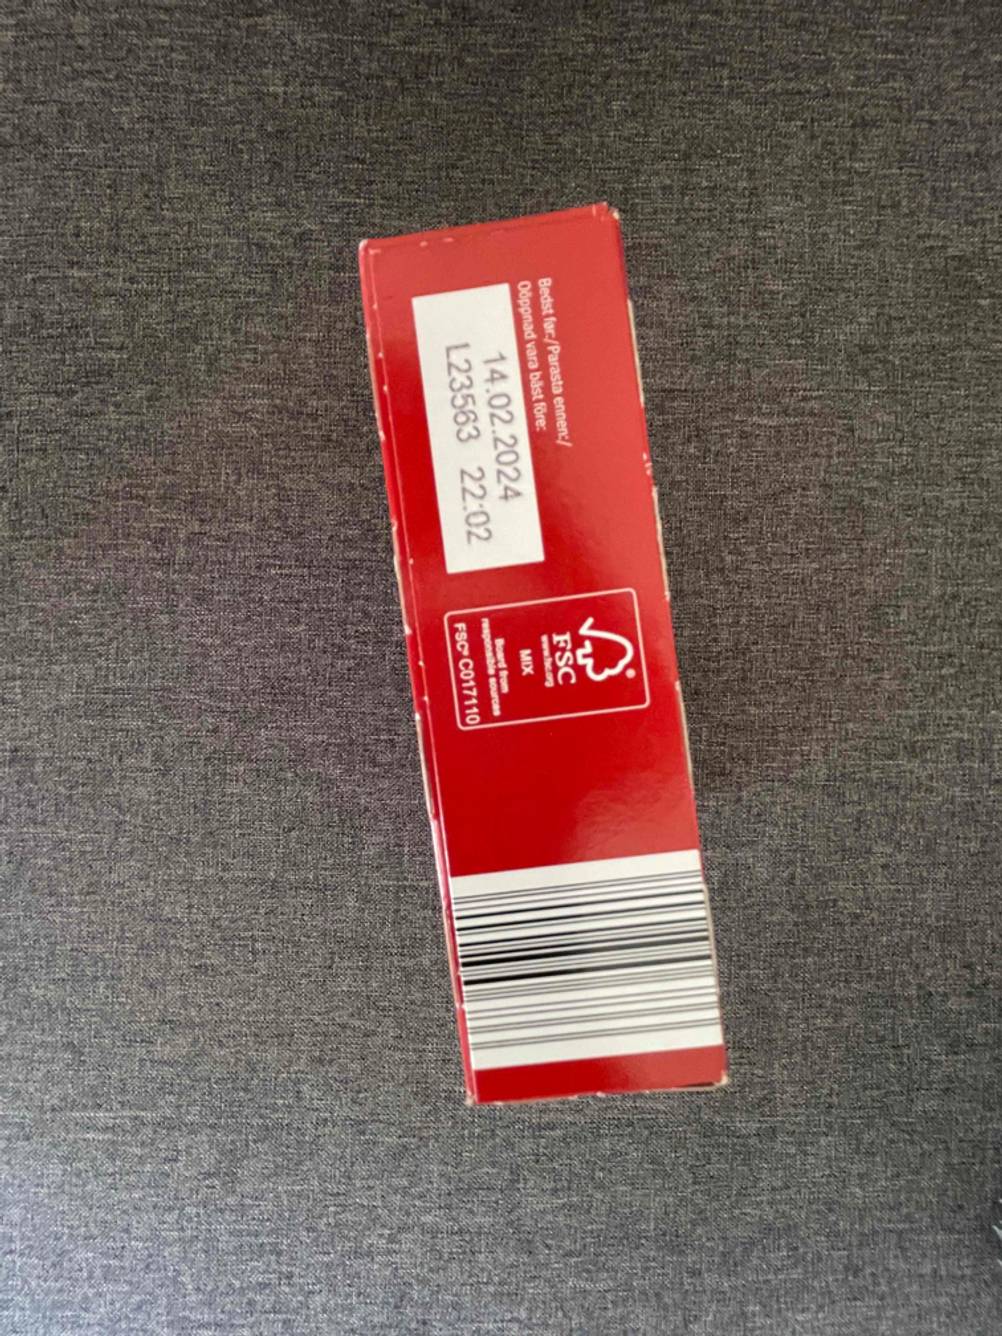 Bedst før:/Parasta ennen:/
Oöppnad vara bäst före:
14.02.2024
L23563 22:02
FSC
www.fsc.org
MIX
Board from
responsible sources
FSC® C017110